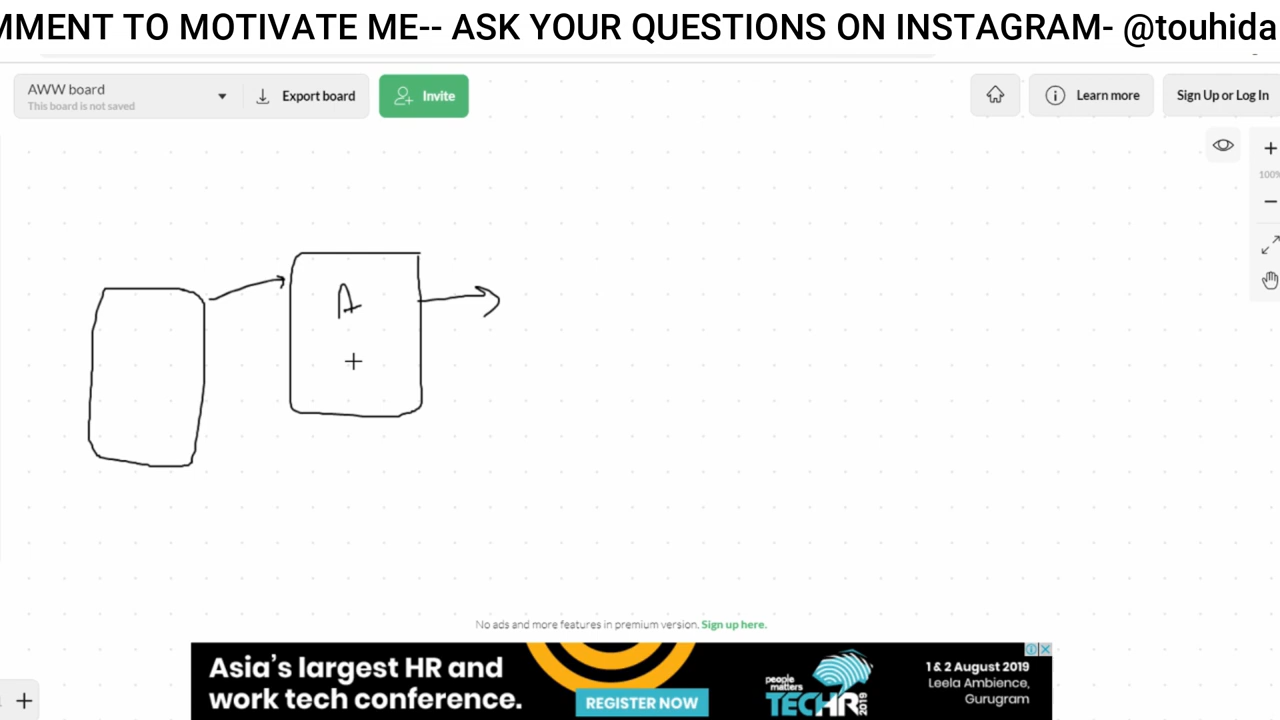 MMENT TO MOTIVATE ME-- ASK YOUR QUESTIONS ON INSTAGRAM- @touhida
AWW board
This board is not saved
Export board
Invite
Learn more
Sign Up or Log In
100%
A
No ads and more features in premium version. Sign up here.
Asia's largest HR and
work tech conference.
REGISTER NOW
people
matters
TECHR
2019
1 & 2 August 2019
Leela Ambience,
Gurugram